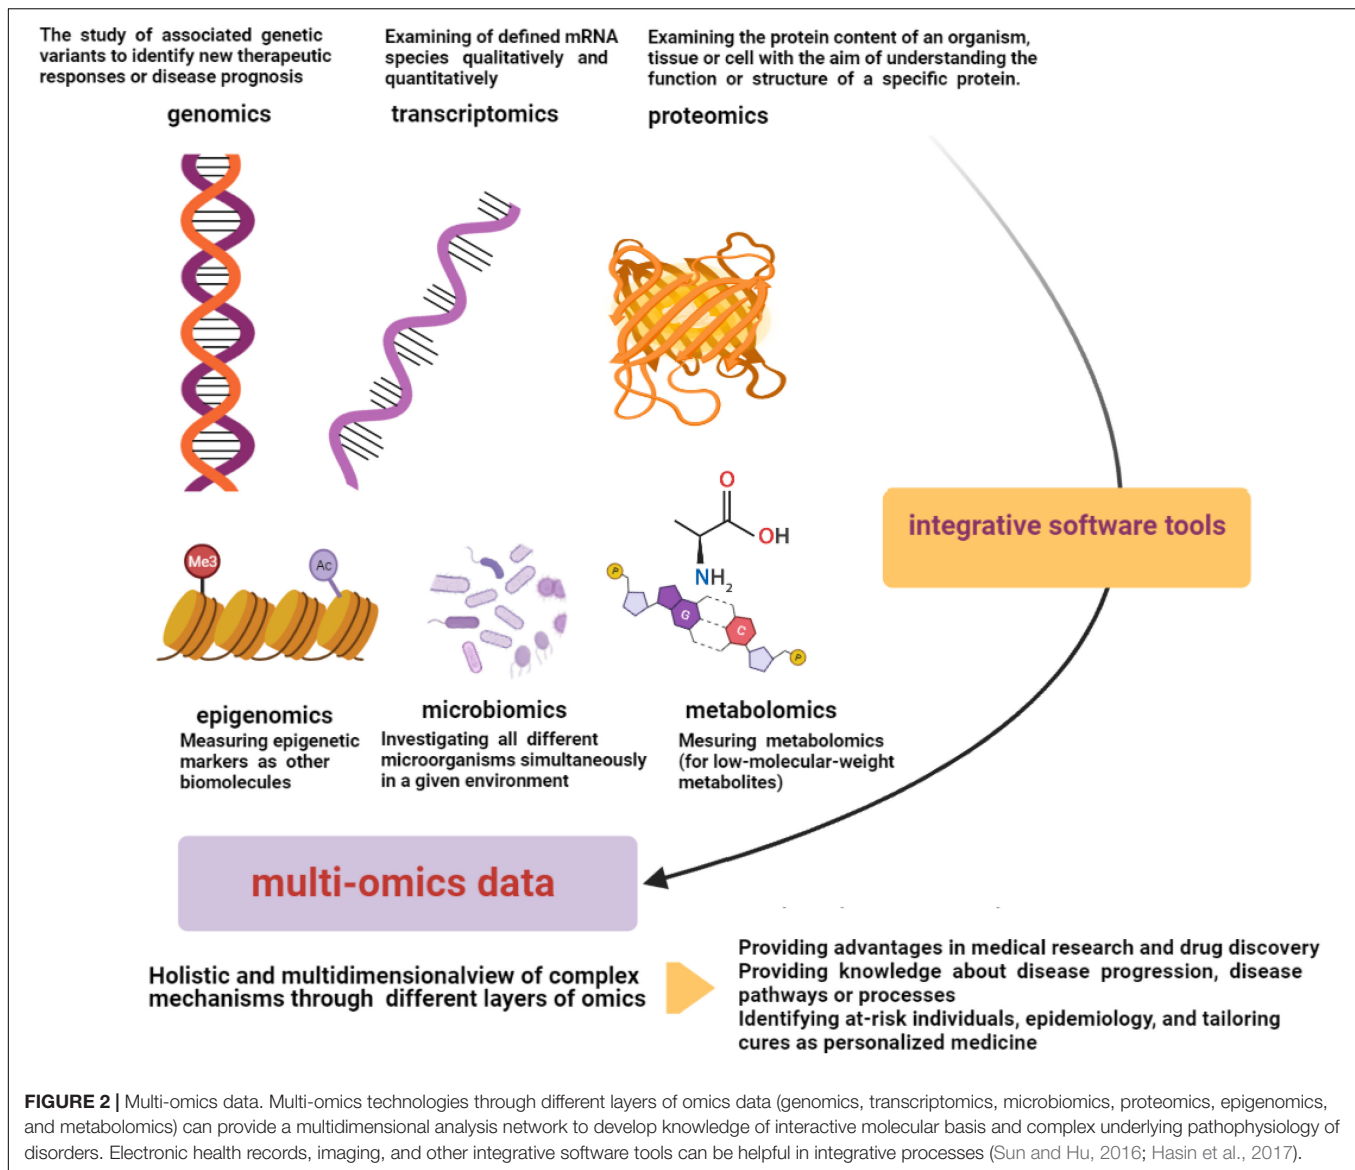 The study of associated genetic
variants to identify new therapeutic
responses or disease prognosis
genomics
Examining of defined mRNA
species qualitatively and
quantitatively
transcriptomics
Examining the protein content of an organism,
tissue or cell with the aim of understanding the
function or structure of a specific protein.
proteomics
integrative software tools
Me3
Ac
O
OH
NH2
P
G
C
P
epigenomics
Measuring epigenetic
markers as other
biomolecules
microbiomics
Investigating all different
microorganisms simultaneously
in a given environment
metabolomics
Mesuring metabolomics
(for low-molecular-weight
metabolites)
multi-omics data
Holistic and multidimensionalview of complex
mechanisms through different layers of omics
Providing advantages in medical research and drug discovery
Providing knowledge about disease progression, disease
pathways or processes
Identifying at-risk individuals, epidemiology, and tailoring
cures as personalized medicine
FIGURE 2 | Multi-omics data. Multi-omics technologies through different layers of omics data (genomics, transcriptomics, microbiomics, proteomics, epigenomics,
and metabolomics) can provide a multidimensional analysis network to develop knowledge of interactive molecular basis and complex underlying pathophysiology of
disorders. Electronic health records, imaging, and other integrative software tools can be helpful in integrative processes (Sun and Hu, 2016; Hasin et al., 2017).